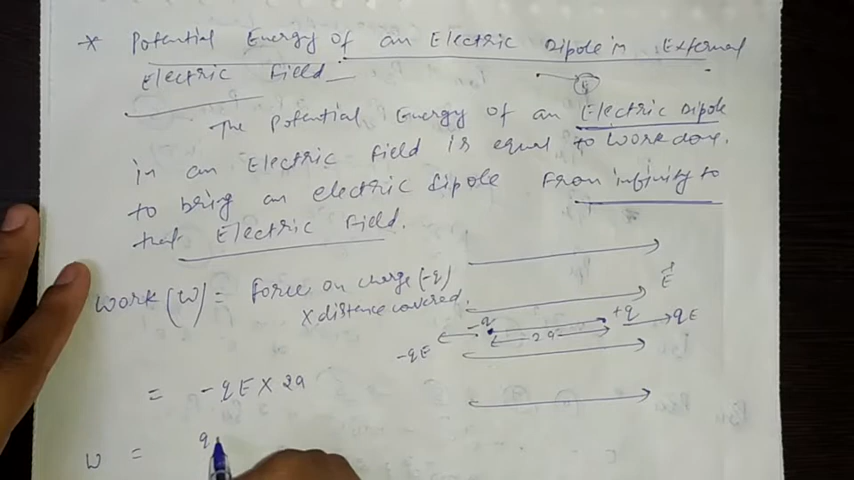 * Potential Energy of an Electric Dipole in External
Electric Field
The Potential Energy of an Electric Dipole
in an Electric field is equal to work done.
to bring an electric dipole from infinity to
that Electric Field.
Work (W) = force on charge (-q)
x distance covered.
E
-q +q qE
2a
-qE
= -qE x 2a
W = q